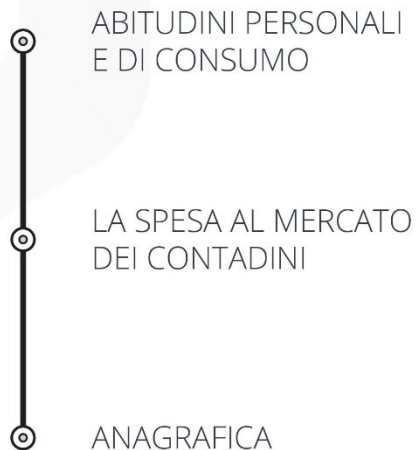 ABITUDINI PERSONALI
E DI CONSUMO
LA SPESA AL MERCATO
DEI CONTADINI
ANAGRAFICA